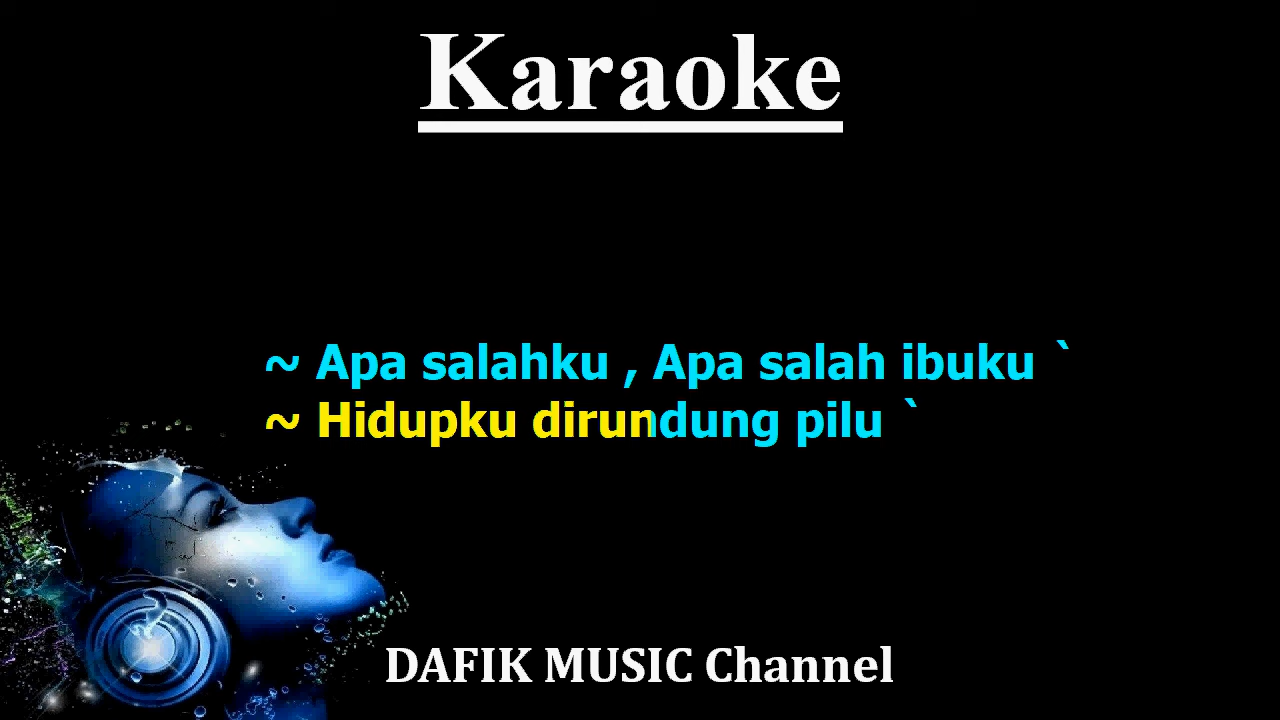 Karaoke
~ Apa salahku , Apa salah ibuku `
~ Hidupku dirundung pilu `
DAFIK MUSIC Channel